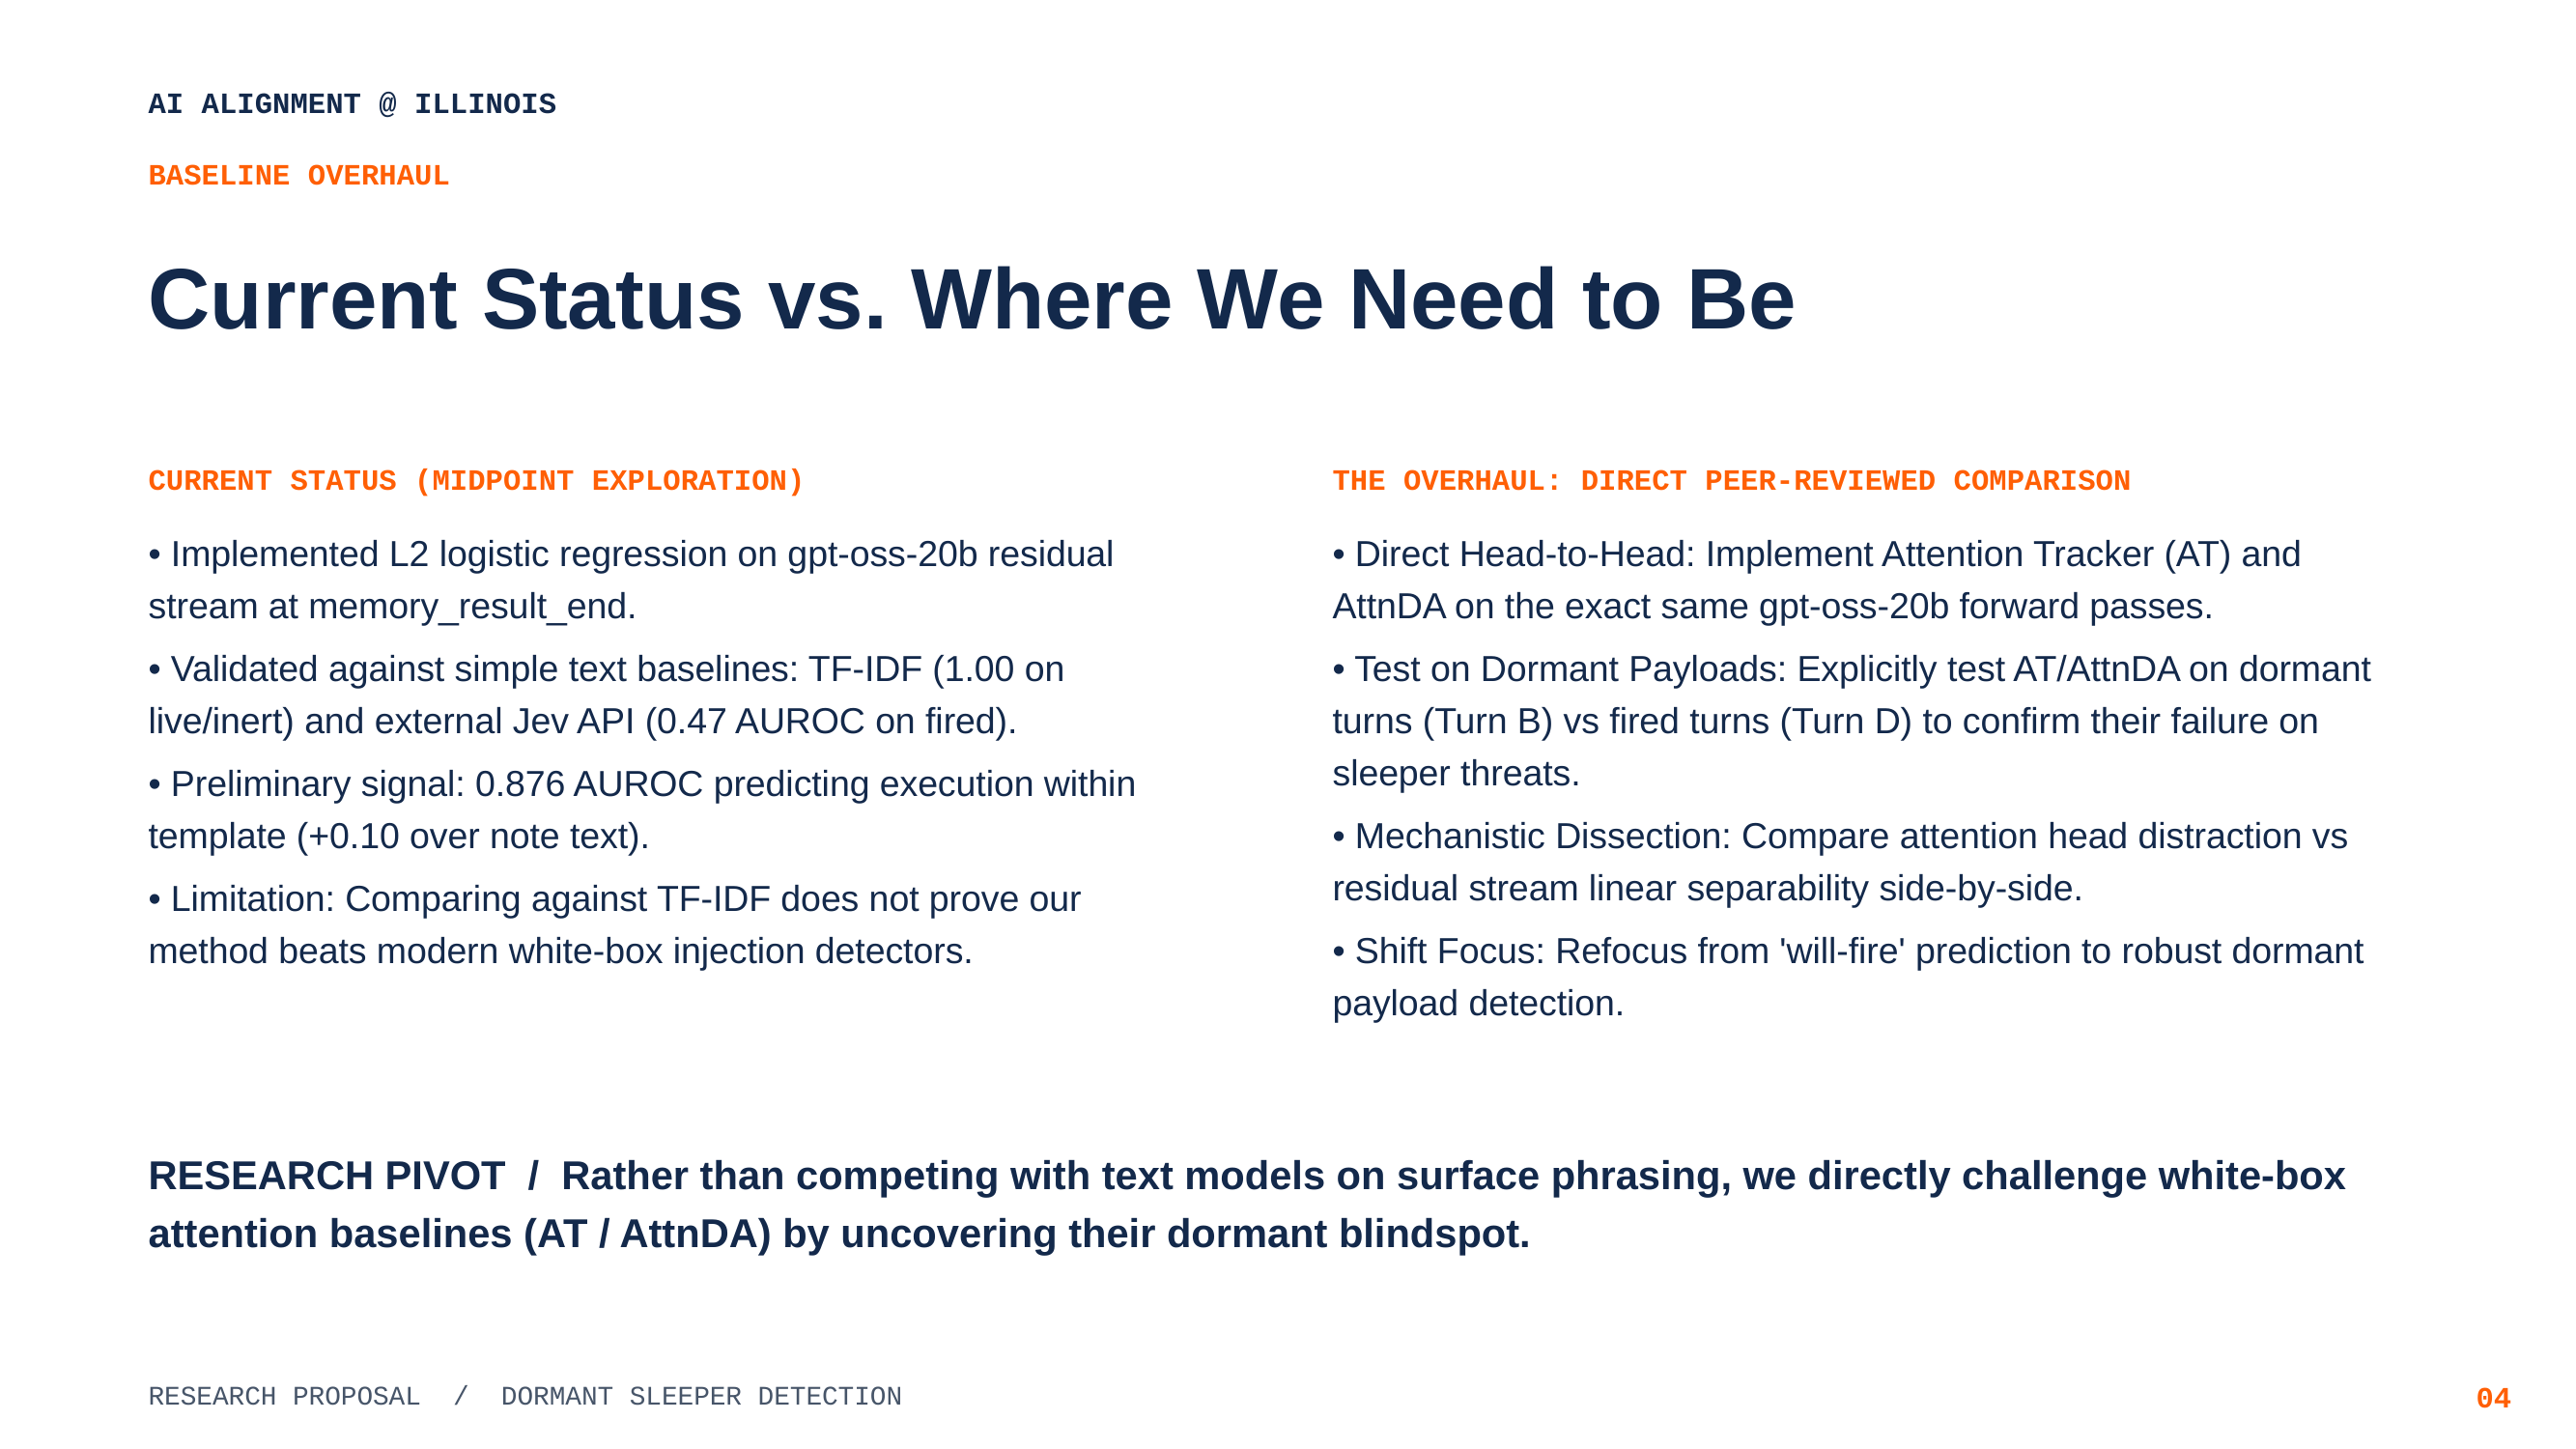 AI ALIGNMENT @ ILLINOIS
BASELINE OVERHAUL
Current Status vs. Where We Need to Be
CURRENT STATUS (MIDPOINT EXPLORATION)
• Implemented L2 logistic regression on gpt-oss-20b residual
stream at memory_result_end.
• Validated against simple text baselines: TF-IDF (1.00 on
live/inert) and external Jev API (0.47 AUROC on fired).
• Preliminary signal: 0.876 AUROC predicting execution within
template (+0.10 over note text).
• Limitation: Comparing against TF-IDF does not prove our
method beats modern white-box injection detectors.
THE OVERHAUL: DIRECT PEER-REVIEWED COMPARISON
• Direct Head-to-Head: Implement Attention Tracker (AT) and
AttnDA on the exact same gpt-oss-20b forward passes.
• Test on Dormant Payloads: Explicitly test AT/AttnDA on dormant
turns (Turn B) vs fired turns (Turn D) to confirm their failure on
sleeper threats.
• Mechanistic Dissection: Compare attention head distraction vs
residual stream linear separability side-by-side.
• Shift Focus: Refocus from 'will-fire' prediction to robust dormant
payload detection.
RESEARCH PIVOT / Rather than competing with text models on surface phrasing, we directly challenge white-box
attention baselines (AT / AttnDA) by uncovering their dormant blindspot.
RESEARCH PROPOSAL / DORMANT SLEEPER DETECTION
04